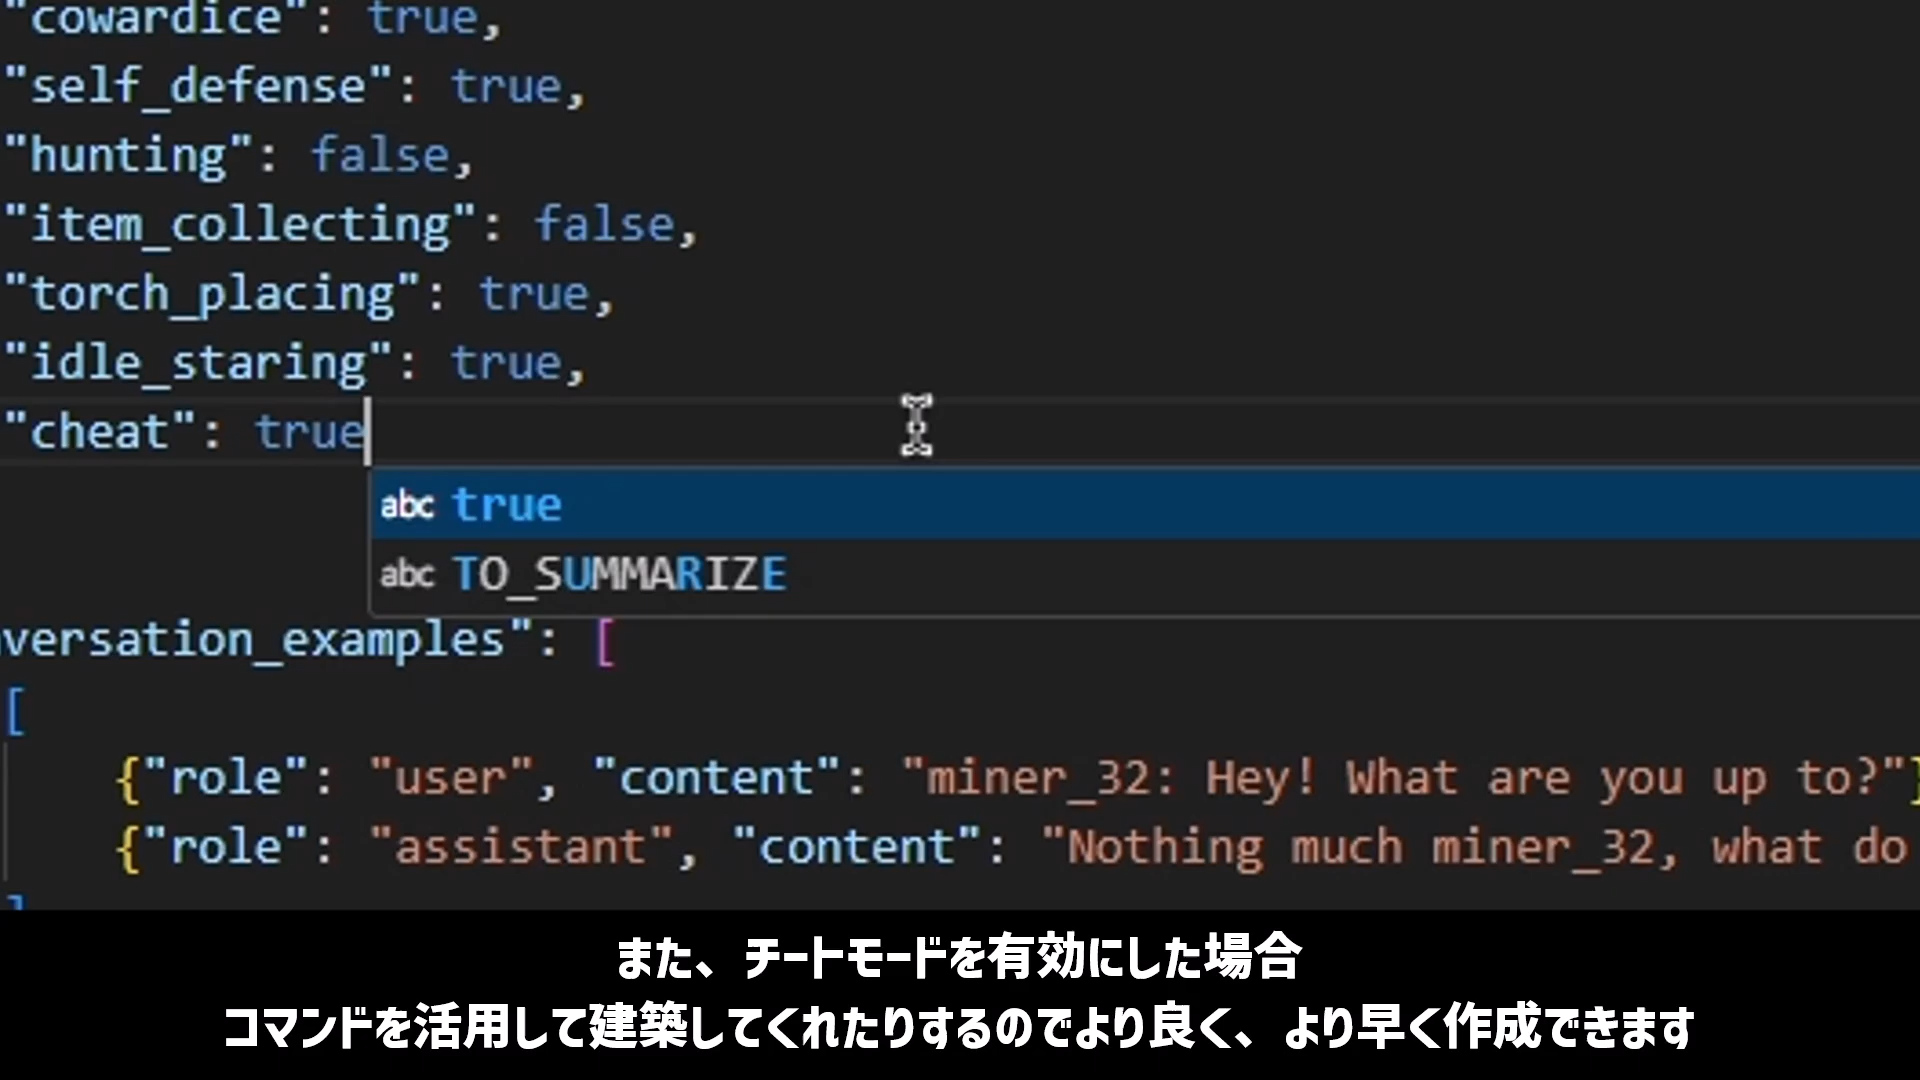 "cowardice": true,
"self_defense": true,
"hunting": false,
"item_collecting": false,
"torch_placing": true,
"idle_staring": true,
"cheat": true
abc true
abc TO_SUMMARIZE
versation_examples": [
[
{"role": "user", "content": "miner_32: Hey! What are you up to?"}
{"role": "assistant", "content": "Nothing much miner_32, what do
]
また、チートモードを有効にした場合
コマンドを活用して建築してくれたりするのでより良く、より早く作成できます